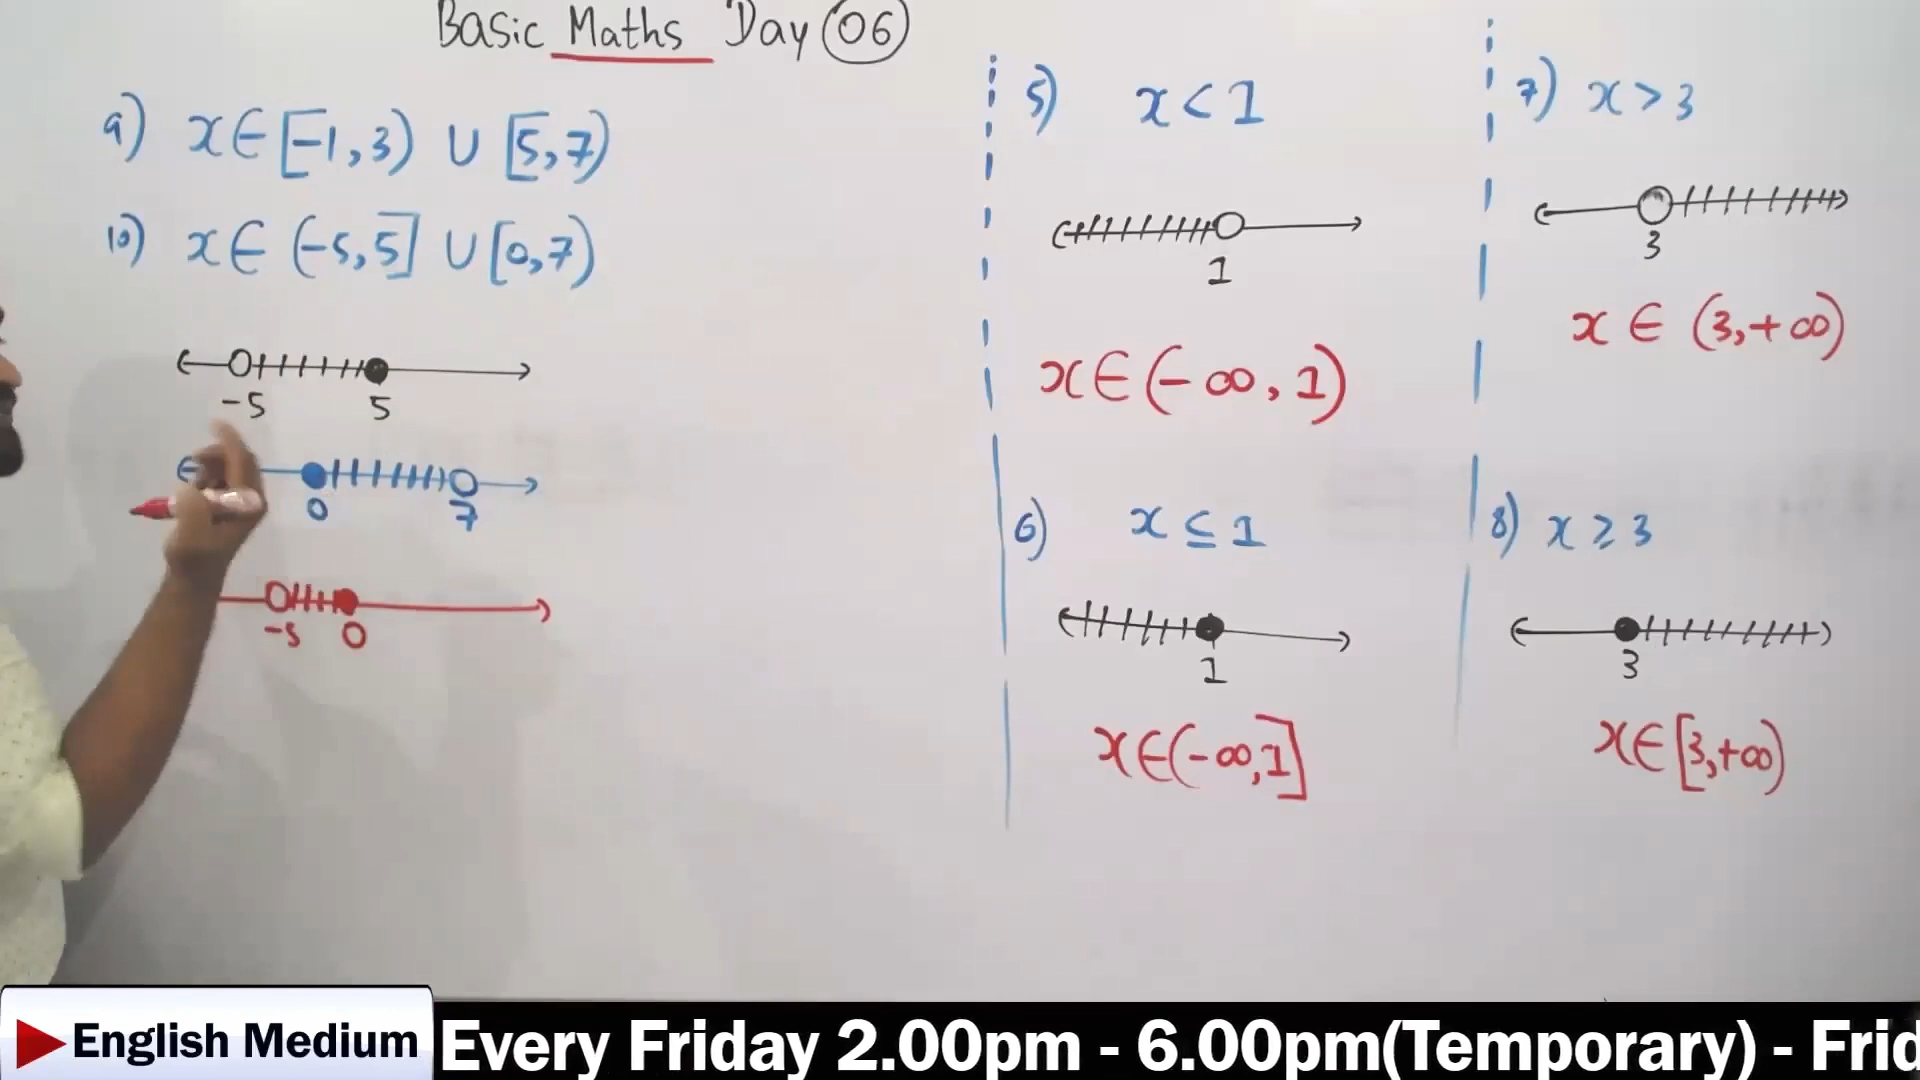 Basic Maths Day 06
9) x∈[-1,3) ∪ [5,7)
10) x∈ (-5,5] ∪ [0,7)
-5 5
0 7
-5 0
5) x < 1
1
x∈(-∞, 1)
6) x ≤ 1
1
x∈(-∞,1]
7) x > 3
3
x ∈ (3,+∞)
8) x ≥ 3
3
x∈[3,+∞)
English Medium
Every Friday 2.00pm - 6.00pm(Temporary) - Frid